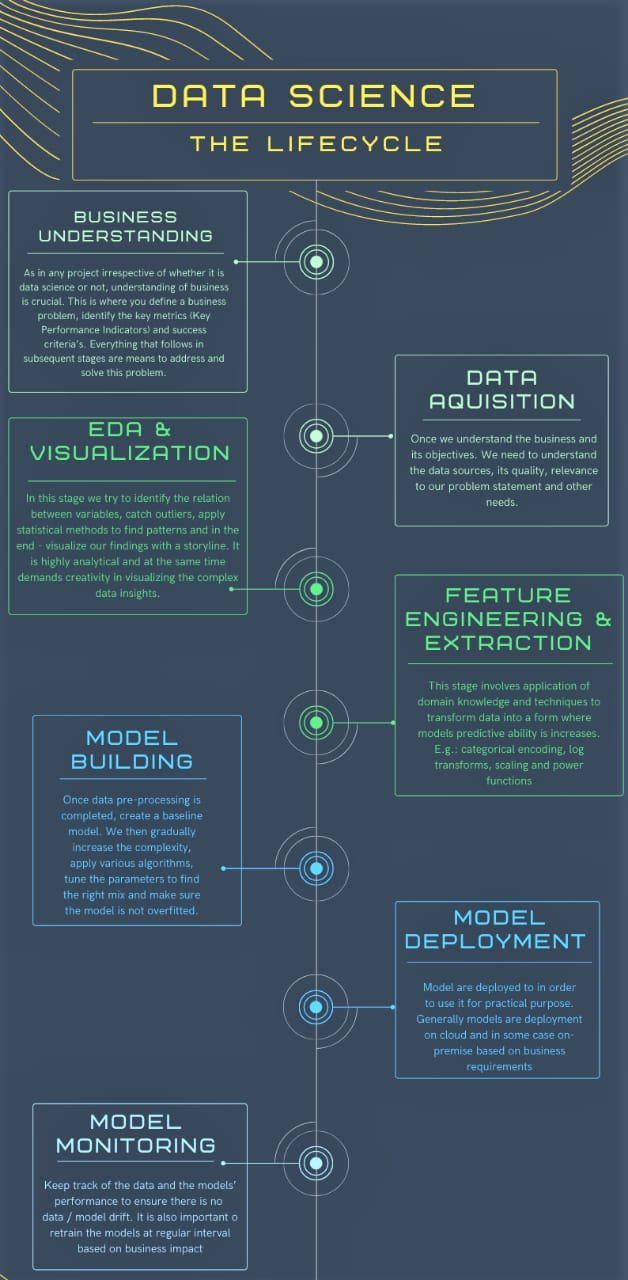 DATA SCIENCE
THE LIFECYCLE
BUSINESS
UNDERSTANDING
As in any project irrespective of whether it is
data science or not, understanding of business
is crucial. This is where you define a business
problem, identify the key metrics (Key
Performance Indicators) and success
criteria's. Everything that follows in
subsequent stages are means to address and
solve this problem.
DATA
AQUISITION
Once we understand the business and
its objectives. We need to understand
the data sources, its quality, relevance
to our problem statement and other
needs.
EDA &
VISUALIZATION
In this stage we try to identify the relation
between variables, catch outliers, apply
statistical methods to find patterns and in the
end - visualize our findings with a storyline. It
is highly analytical and at the same time
demands creativity in visualizing the complex
data insights.
FEATURE
ENGINEERING &
EXTRACTION
This stage involves application of
domain knowledge and techniques to
transform data into a form where
models predictive ability is increases.
E.g.: categorical encoding, log
transforms, scaling and power
functions
MODEL
BUILDING
Once data pre-processing is
completed, create a baseline
model. We then gradually
increase the complexity,
apply various algorithms,
tune the parameters to find
the right mix and make sure
the model is not overfitted.
MODEL
DEPLOYMENT
Model are deployed to in order
to use it for practical purpose.
Generally models are deployment
on cloud and in some case on-
premise based on business
requirements
MODEL
MONITORING
Keep track of the data and the models'
performance to ensure there is no
data / model drift. It is also important o
retrain the models at regular interval
based on business impact